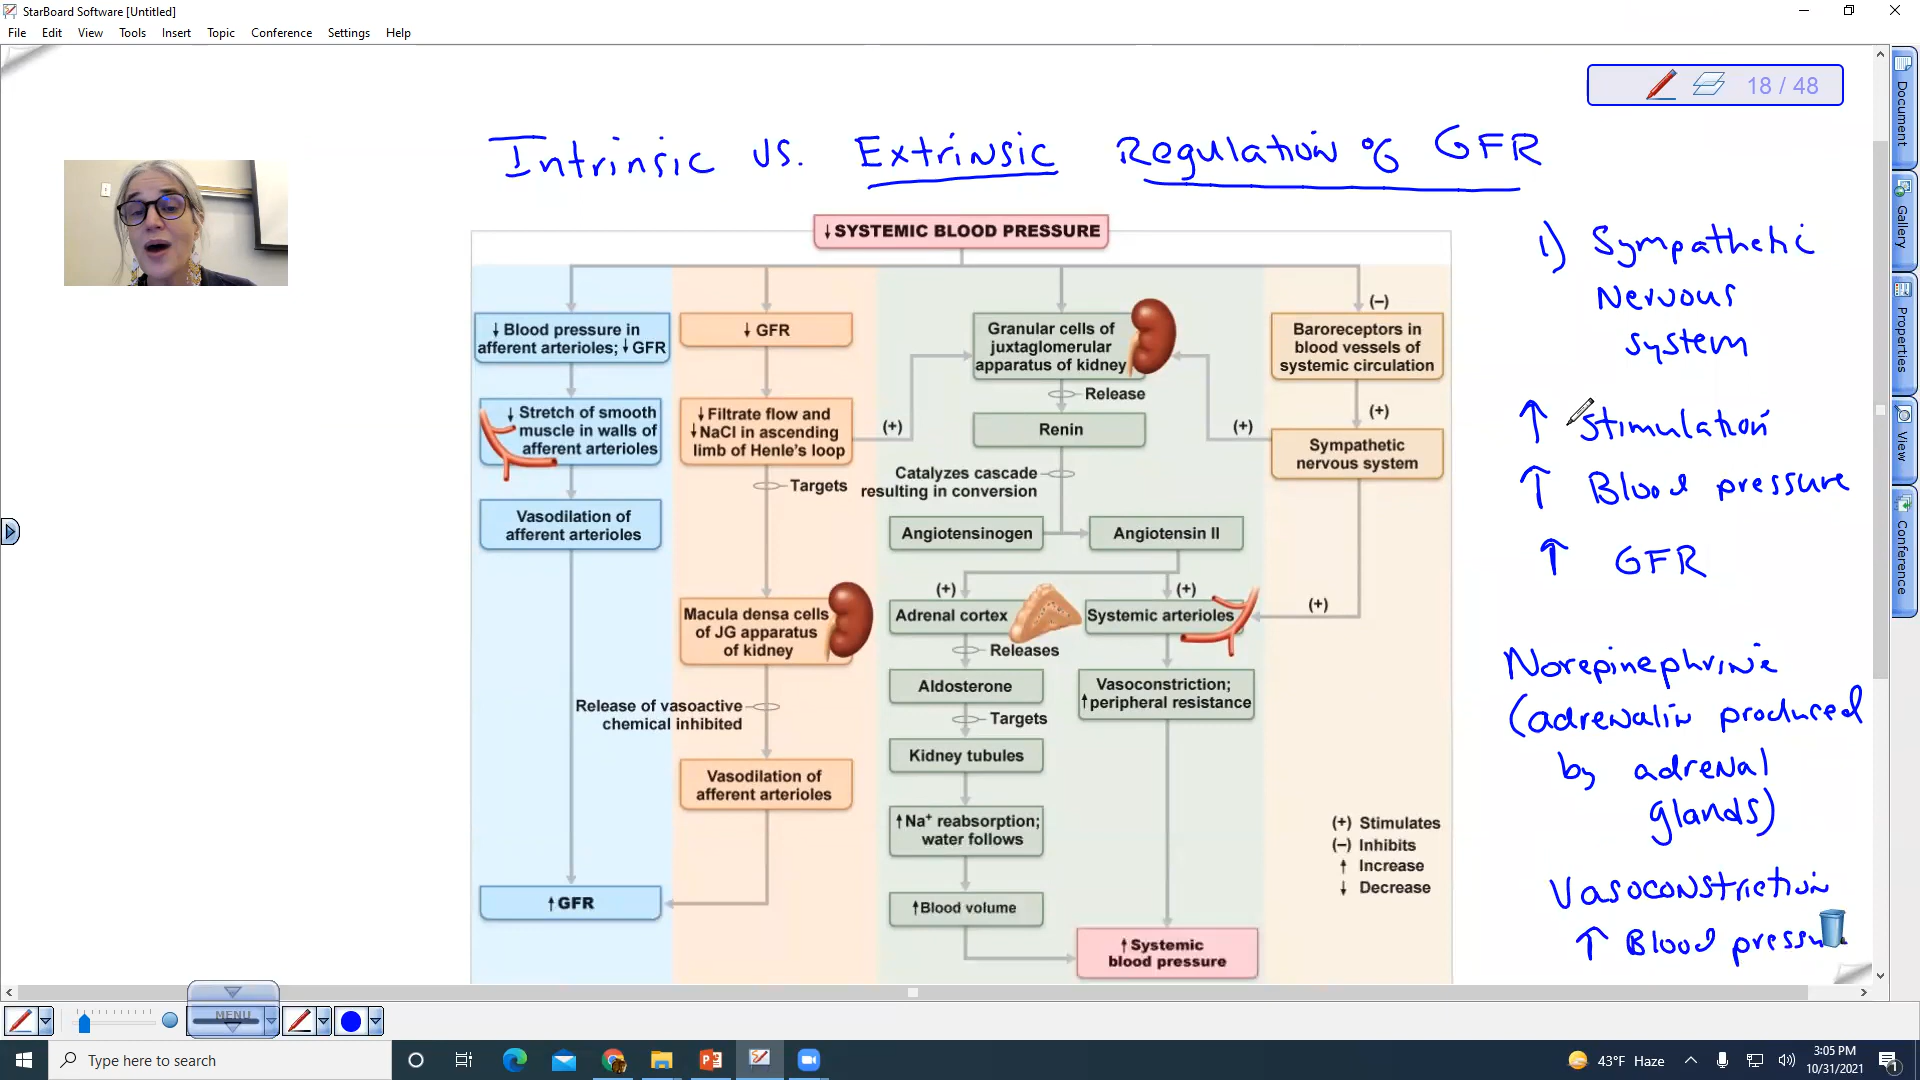 StarBoard Software [Untitled]
File Edit View Tools Insert Topic Conference Settings Help
18 / 48
Intrinsic vs. Extrinsic Regulation of GFR
↓ SYSTEMIC BLOOD PRESSURE
↓ Blood pressure in
afferent arterioles; ↓ GFR
↓ Stretch of smooth
muscle in walls of
afferent arterioles
Vasodilation of
afferent arterioles
↑ GFR
↓ GFR
↓ Filtrate flow and
↓ NaCl in ascending
limb of Henle's loop
Targets
Macula densa cells
of JG apparatus
of kidney
Release of vasoactive
chemical inhibited
Vasodilation of
afferent arterioles
(+)
Granular cells of
juxtaglomerular
apparatus of kidney
Release
Renin
Catalyzes cascade
resulting in conversion
Angiotensinogen
Angiotensin II
(+)
Adrenal cortex
Releases
Aldosterone
Targets
Kidney tubules
↑ Na⁺ reabsorption;
water follows
↑ Blood volume
(+)
Systemic arterioles
Vasoconstriction;
↑ peripheral resistance
↑ Systemic
blood pressure
(–)
Baroreceptors in
blood vessels of
systemic circulation
(+)
Sympathetic
nervous system
(+)
(+)
(+) Stimulates
(–) Inhibits
↑ Increase
↓ Decrease
1) Sympathetic
Nervous
system
↑ Stimulation
↑ Blood pressure
↑ GFR
Norepinephrine
(adrenalin produced
by adrenal
glands)
Vasoconstriction
↑ Blood pressu
Document
Gallery
Properties
View
Conference
MENU
Type here to search
43°F Haze
3:05 PM
10/31/2021
1